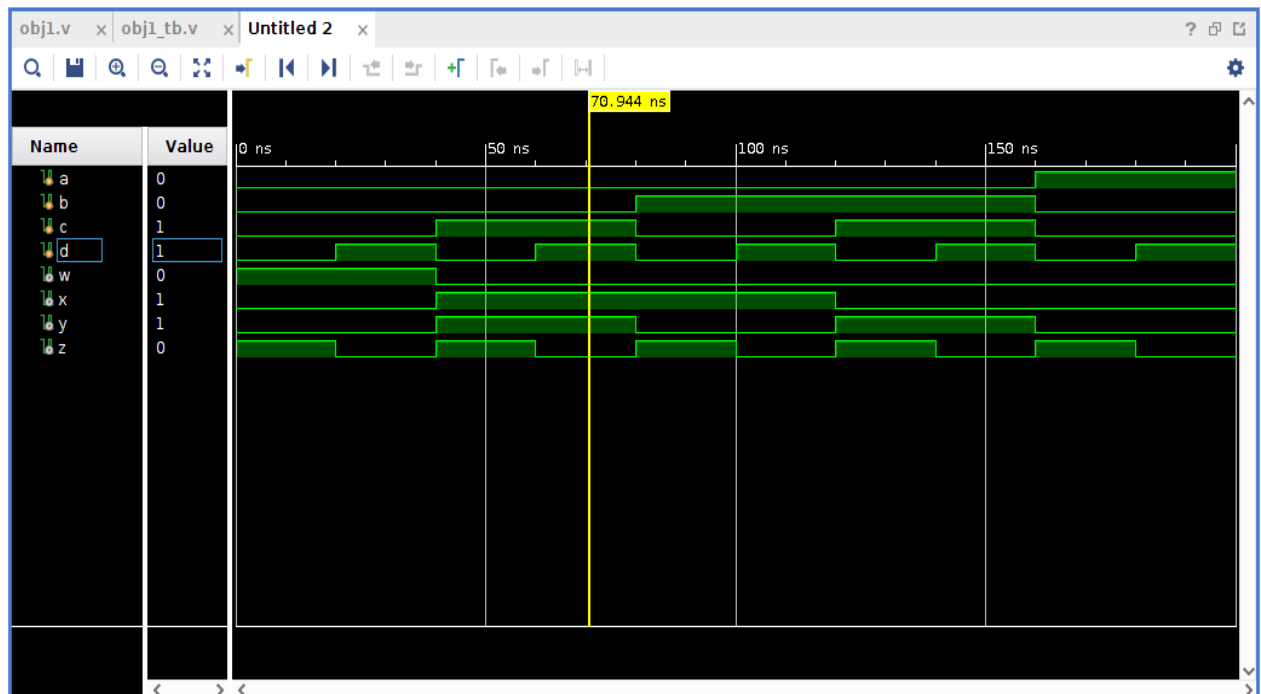 obj1.v x obj1_tb.v x Untitled 2 x ?
70.944 ns
Name Value 0 ns 50 ns 100 ns 150 ns
a 0
b 0
c 1
d 1
w 0
x 1
y 1
z 0